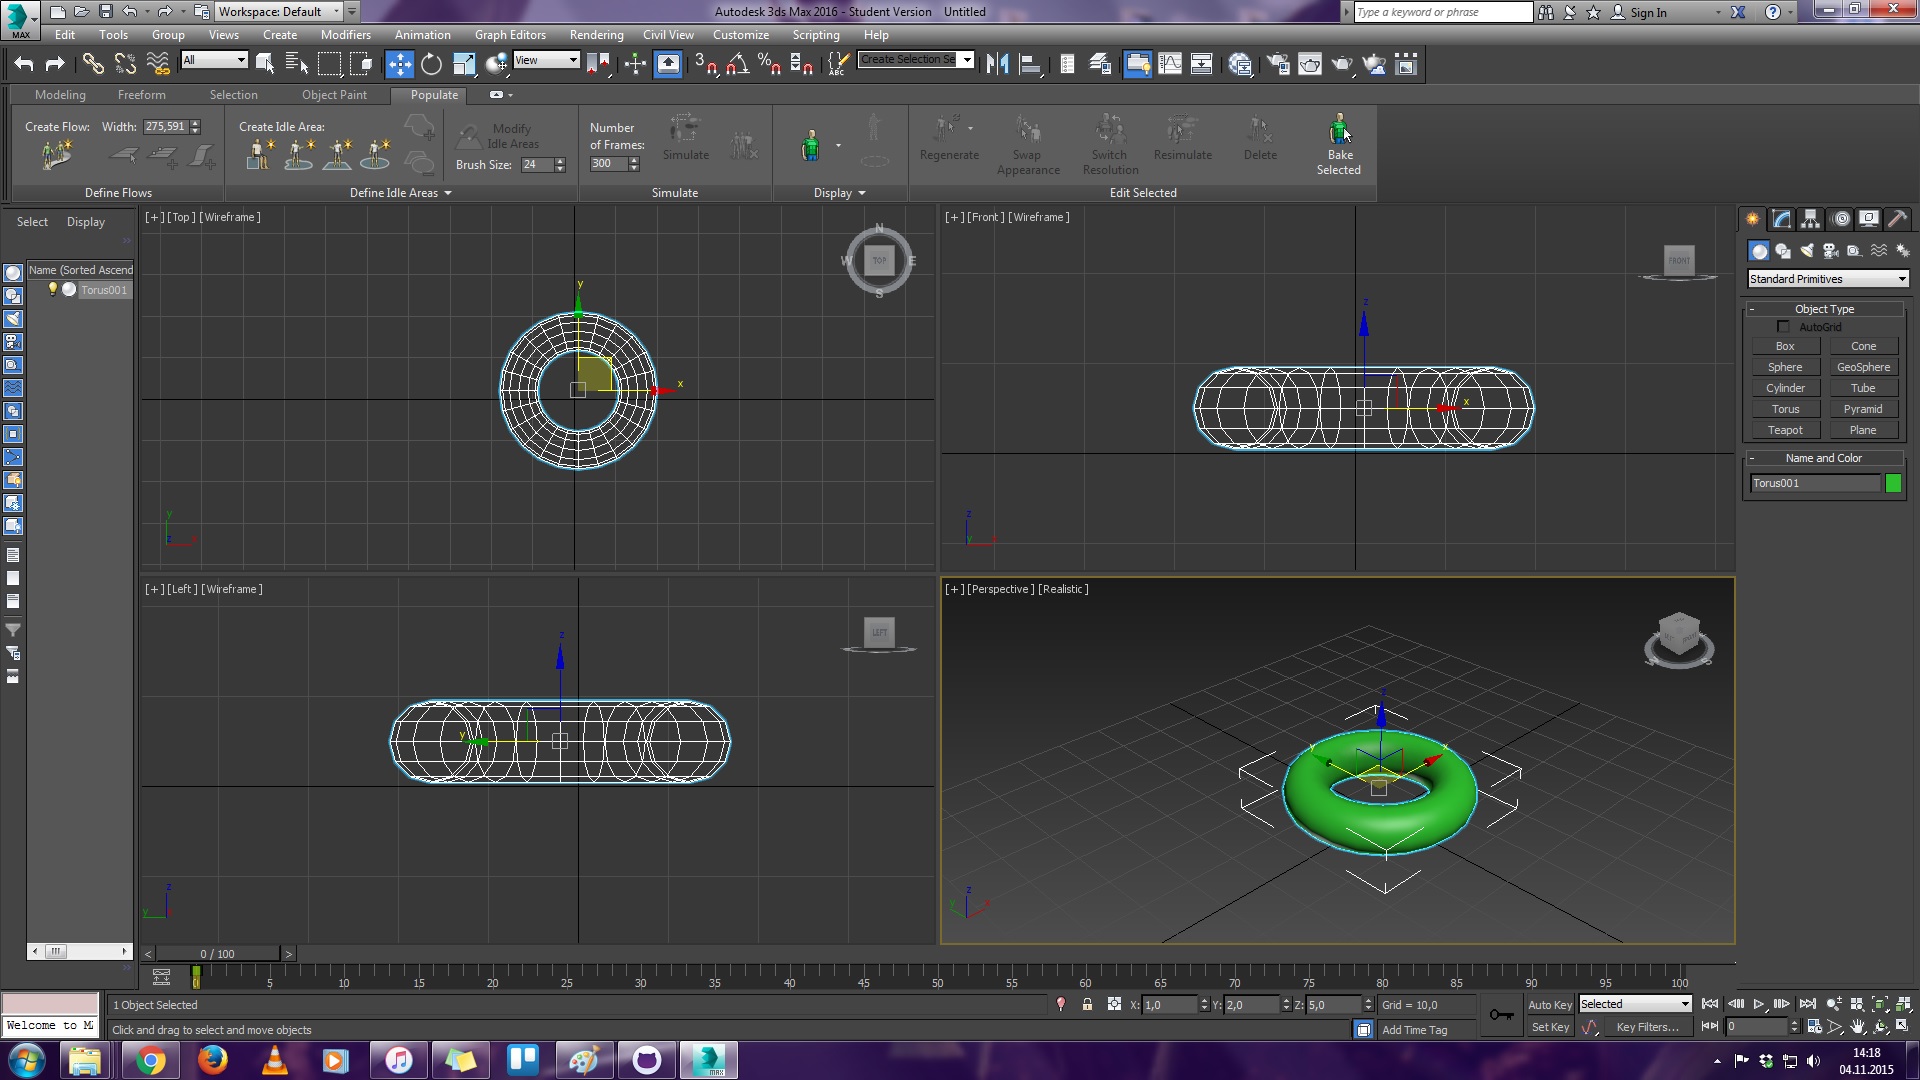 Workspace: Default
Autodesk 3ds Max 2016 - Student Version Untitled
Type a keyword or phrase
Sign In
MAX
Edit Tools Group Views Create Modifiers Animation Graph Editors Rendering Civil View Customize Scripting Help
All
View
3
ABC
Create Selection Se
Modeling Freeform Selection Object Paint Populate
Create Flow: Width: 275,591
Create Idle Area:
Modify
Idle Areas
Brush Size: 24
Number
of Frames:
300
Simulate
Regenerate
Swap
Appearance
Switch
Resolution
Resimulate
Delete
Bake
Selected
Define Flows
Define Idle Areas
Simulate
Display
Edit Selected
Select Display
Name (Sorted Ascend
Torus001
[+] [Top] [Wireframe]
N
W TOP E
S
y
x
y
z
[+] [Front] [Wireframe]
FRONT
z
x
z
y
Standard Primitives
Object Type
AutoGrid
Box Cone
Sphere GeoSphere
Cylinder Tube
Torus Pyramid
Teapot Plane
Name and Color
Torus001
[+] [Left] [Wireframe]
LEFT
z
y
z
y
[+] [Perspective] [Realistic]
z
y
x
z
y x
< 0 / 100 >
0 5 10 15 20 25 30 35 40 45 50 55 60 65 70 75 80 85 90 95 100
1 Object Selected
X: 1,0 Y: 2,0 Z: 5,0 Grid = 10,0
Auto Key Selected
Welcome to M
Click and drag to select and move objects
Add Time Tag
Set Key Key Filters...
0
MAX
14:18
04.11.2015